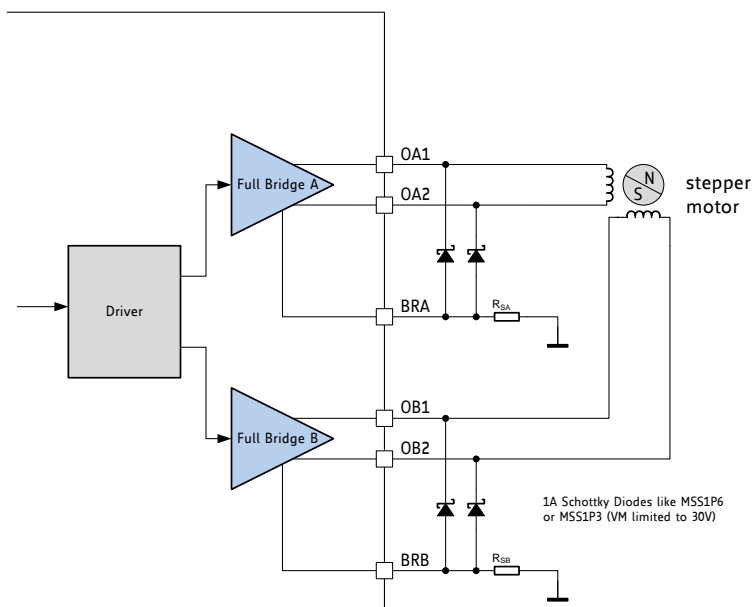 OA1
Full Bridge A
OA2
N
S
stepper
motor
BRA
RSA
Driver
OB1
Full Bridge B
OB2
1A Schottky Diodes like MSS1P6
or MSS1P3 (VM limited to 30V)
BRB
RSB